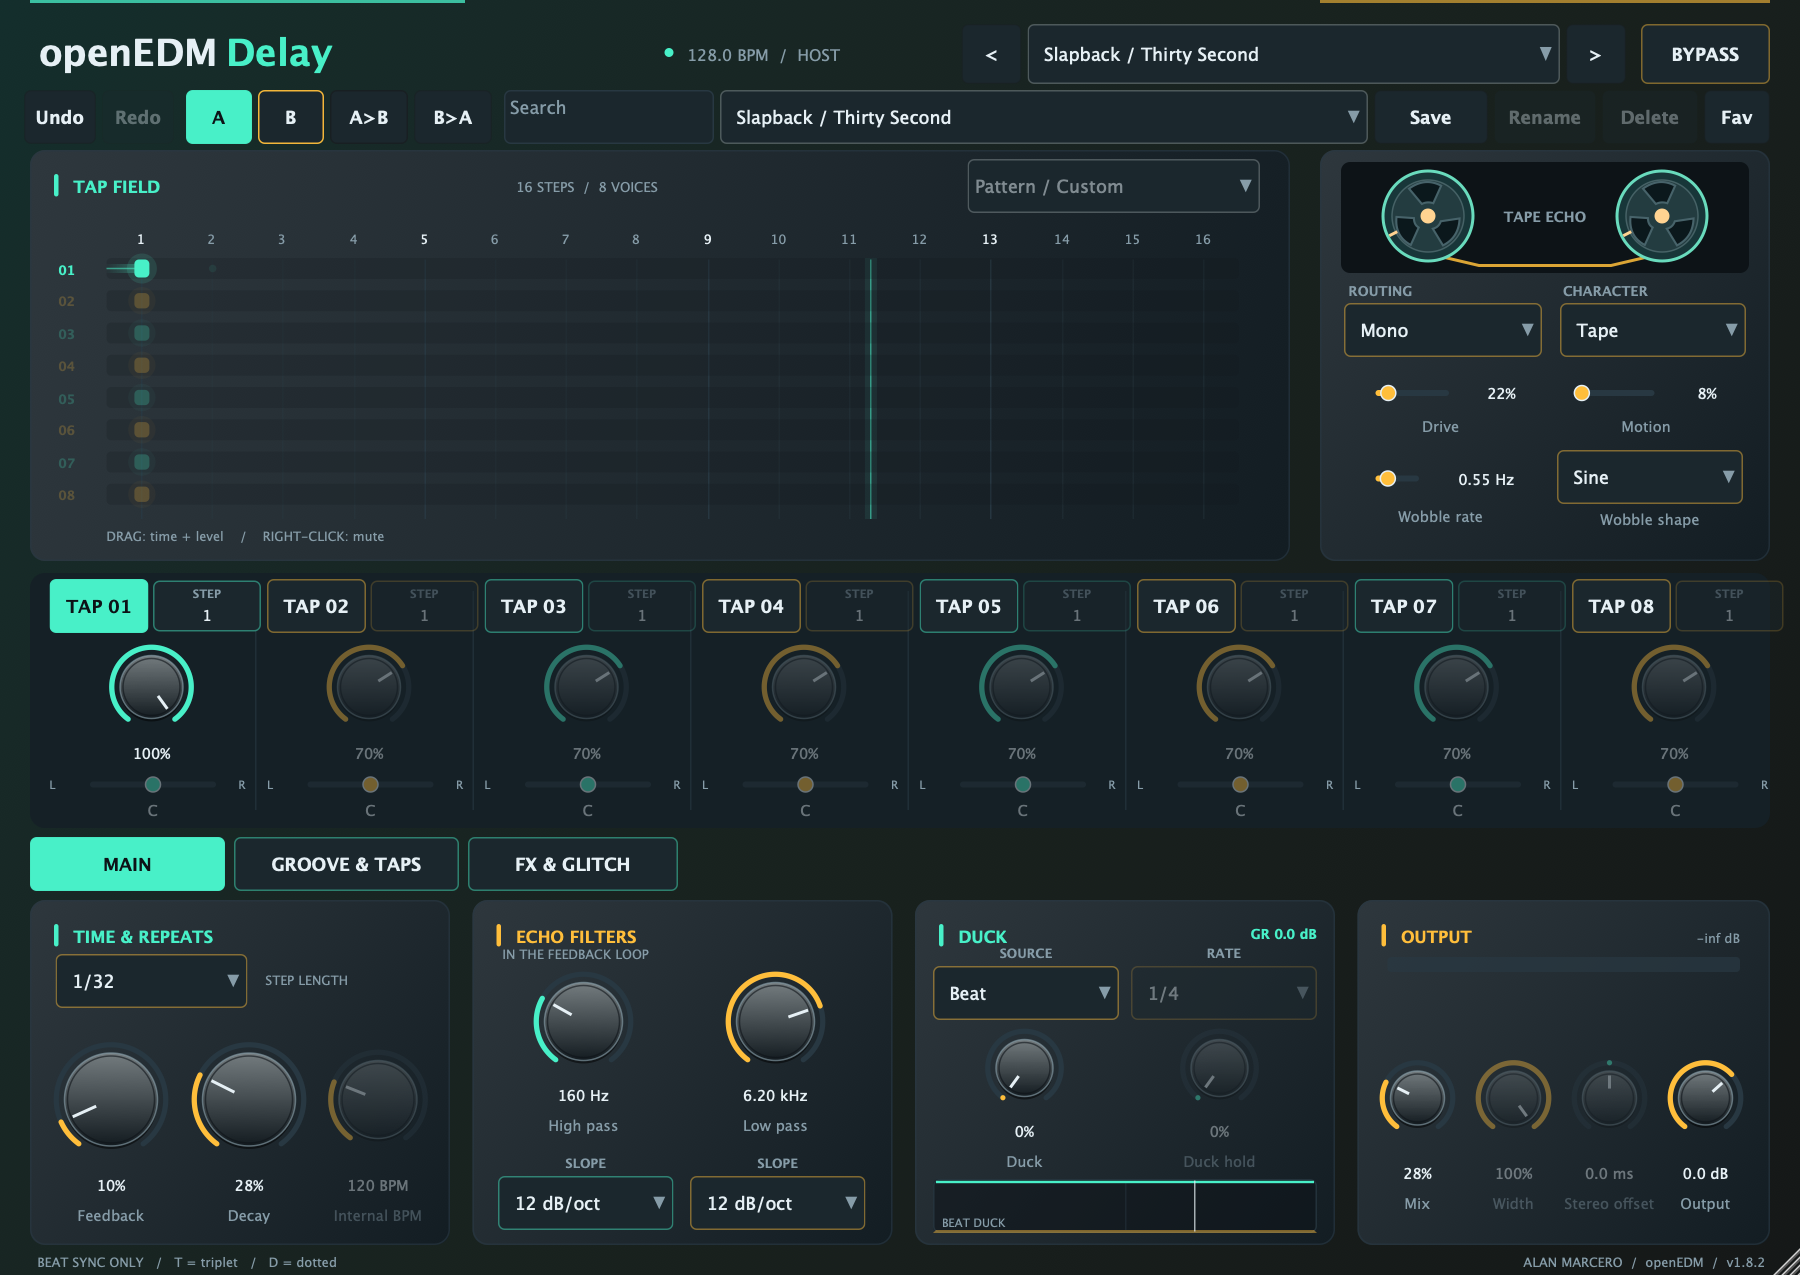 openEDM Delay
128.0 BPM / HOST
<
Slapback / Thirty Second
>
BYPASS
Undo
Redo
A
B
A>B
B>A
Search
Slapback / Thirty Second
Save
Rename
Delete
Fav
TAP FIELD
16 STEPS / 8 VOICES
Pattern / Custom
1 2 3 4 5 6 7 8 9 10 11 12 13 14 15 16
01
02
03
04
05
06
07
08
DRAG: time + level / RIGHT-CLICK: mute
TAPE ECHO
ROUTING
CHARACTER
Mono
Tape
22%
8%
Drive
Motion
0.55 Hz
Sine
Wobble rate
Wobble shape
TAP 01
STEP
1
100%
L R
C
TAP 02
STEP
1
70%
L R
C
TAP 03
STEP
1
70%
L R
C
TAP 04
STEP
1
70%
L R
C
TAP 05
STEP
1
70%
L R
C
TAP 06
STEP
1
70%
L R
C
TAP 07
STEP
1
70%
L R
C
TAP 08
STEP
1
70%
L R
C
MAIN
GROOVE & TAPS
FX & GLITCH
TIME & REPEATS
1/32
STEP LENGTH
10%
28%
120 BPM
Feedback
Decay
Internal BPM
ECHO FILTERS
IN THE FEEDBACK LOOP
160 Hz
6.20 kHz
High pass
Low pass
SLOPE
SLOPE
12 dB/oct
12 dB/oct
DUCK
GR 0.0 dB
SOURCE
RATE
Beat
1/4
0%
0%
Duck
Duck hold
BEAT DUCK
OUTPUT
-inf dB
28%
100%
0.0 ms
0.0 dB
Mix
Width
Stereo offset
Output
BEAT SYNC ONLY / T = triplet / D = dotted
ALAN MARCERO / openEDM / v1.8.2